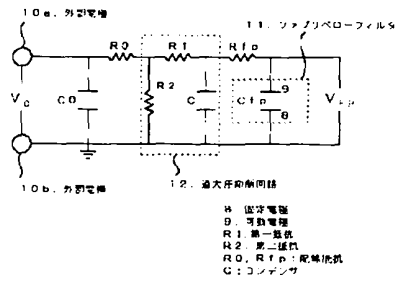 10a. 外部電極
11. ファブリペローフィルタ
R0
R1
Rfp
R2
C0
C
Cfp
9
8
10b. 外部電極
12. 過大圧抑制回路
8 固定電極
9. 可動電極
R1. 第一抵抗
R2. 第二抵抗
R0, Rfp:配線抵抗
C:コンデンサ